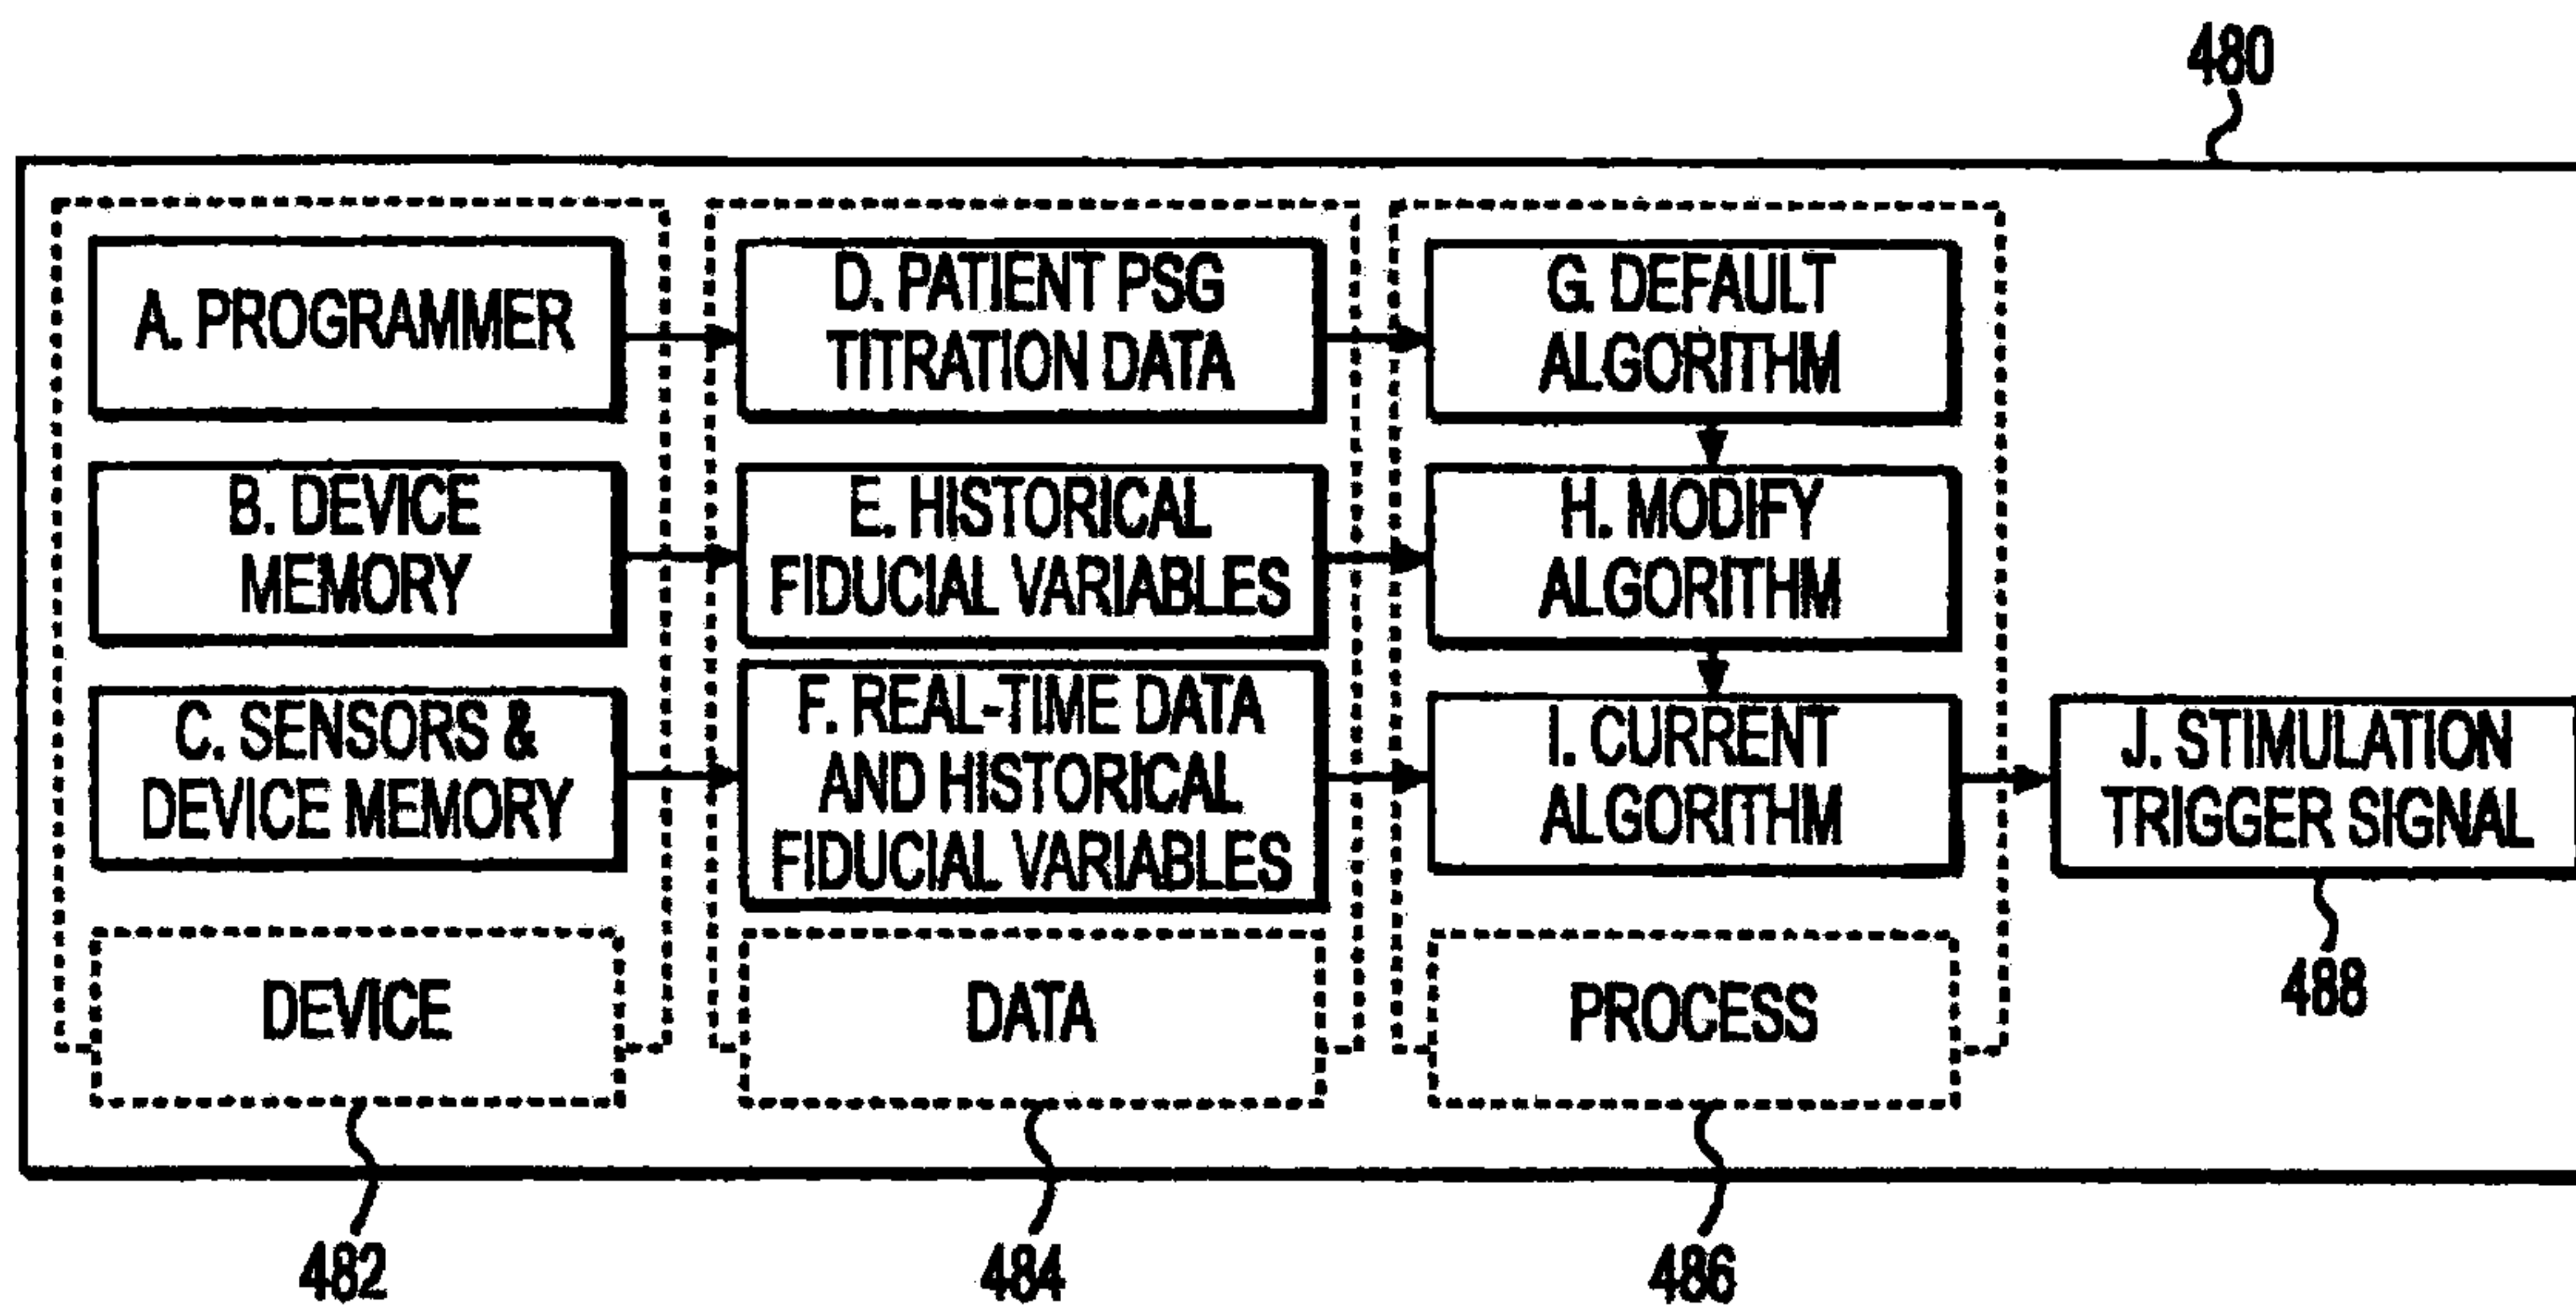 480
A. PROGRAMMER
B. DEVICE
MEMORY
C. SENSORS &
DEVICE MEMORY
DEVICE
482
D. PATIENT PSG
TITRATION DATA
E. HISTORICAL
FIDUCIAL VARIABLES
F. REAL-TIME DATA
AND HISTORICAL
FIDUCIAL VARIABLES
DATA
484
G. DEFAULT
ALGORITHM
H. MODIFY
ALGORITHM
I. CURRENT
ALGORITHM
PROCESS
486
J. STIMULATION
TRIGGER SIGNAL
488